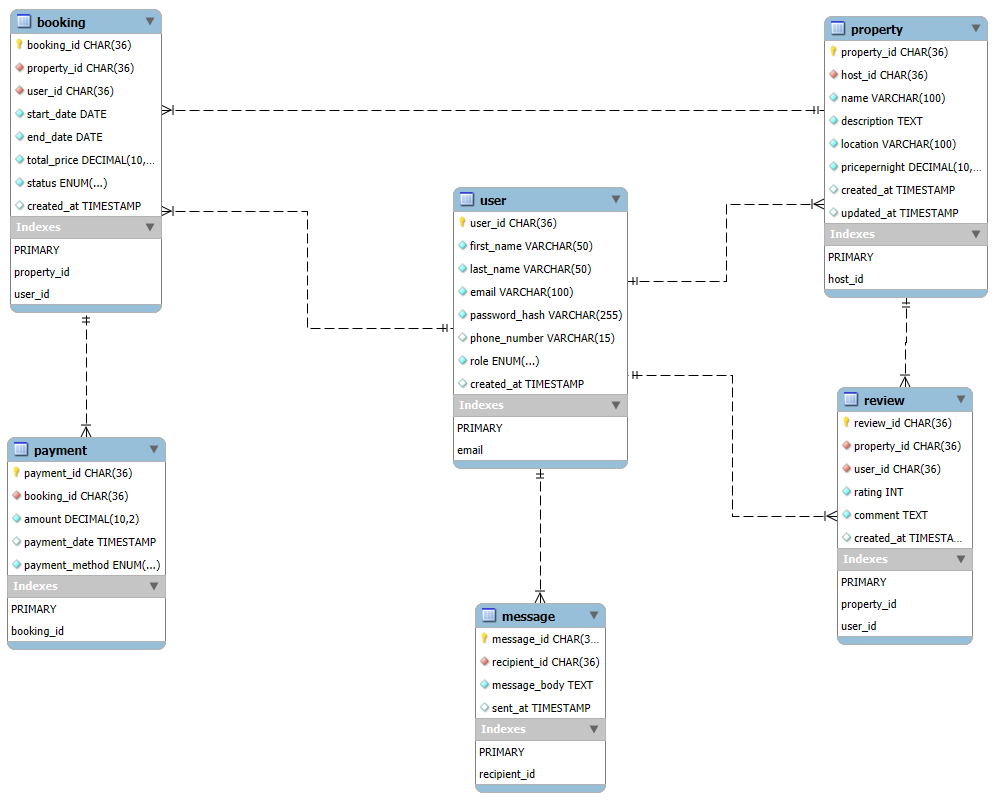 booking
booking_id CHAR(36)
property_id CHAR(36)
user_id CHAR(36)
start_date DATE
end_date DATE
total_price DECIMAL(10,...
status ENUM(...)
created_at TIMESTAMP
Indexes
PRIMARY
property_id
user_id
property
property_id CHAR(36)
host_id CHAR(36)
name VARCHAR(100)
description TEXT
location VARCHAR(100)
pricepernight DECIMAL(10,...
created_at TIMESTAMP
updated_at TIMESTAMP
Indexes
PRIMARY
host_id
user
user_id CHAR(36)
first_name VARCHAR(50)
last_name VARCHAR(50)
email VARCHAR(100)
password_hash VARCHAR(255)
phone_number VARCHAR(15)
role ENUM(...)
created_at TIMESTAMP
Indexes
PRIMARY
email
review
review_id CHAR(36)
property_id CHAR(36)
user_id CHAR(36)
rating INT
comment TEXT
created_at TIMESTA...
Indexes
PRIMARY
property_id
user_id
payment
payment_id CHAR(36)
booking_id CHAR(36)
amount DECIMAL(10,2)
payment_date TIMESTAMP
payment_method ENUM(...)
Indexes
PRIMARY
booking_id
message
message_id CHAR(3...
recipient_id CHAR(36)
message_body TEXT
sent_at TIMESTAMP
Indexes
PRIMARY
recipient_id